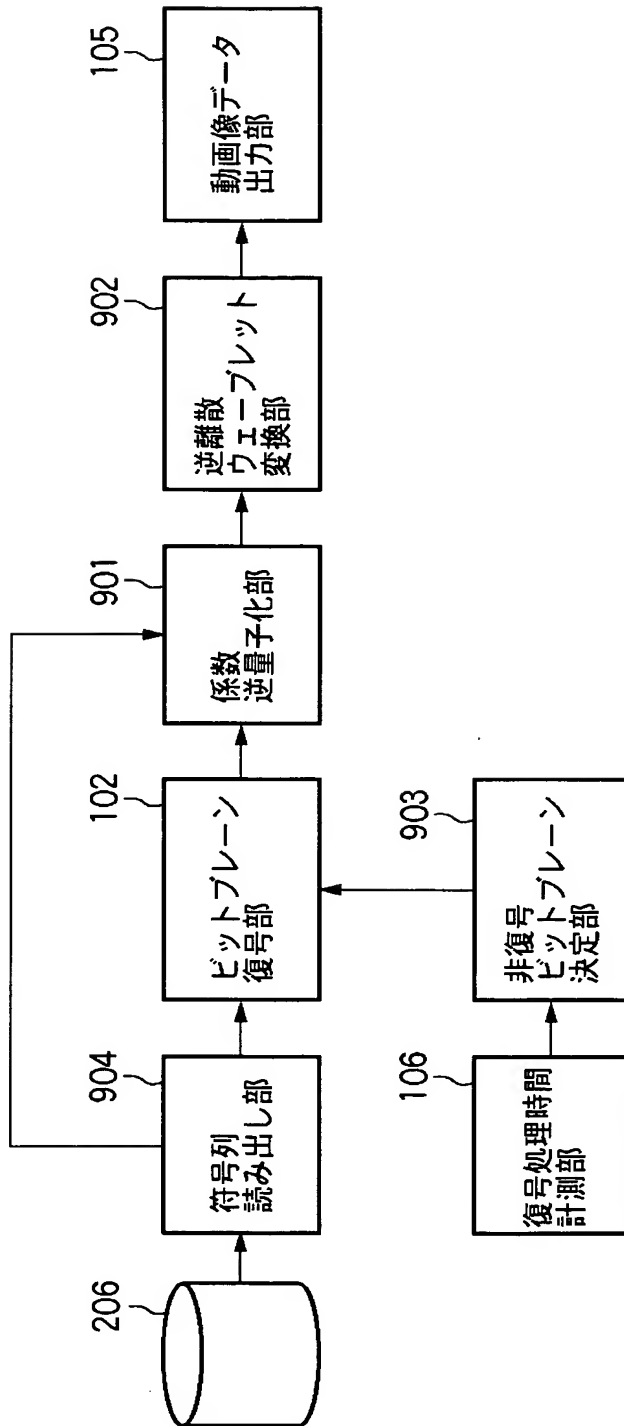 206
904
符号列
読み出し部
102
ビットプレーン
復号部
901
係数
逆量子化部
902
逆離散
ウェーブレット
変換部
105
動画像データ
出力部
106
復号処理時間
計測部
903
非復号
ビットプレーン
決定部